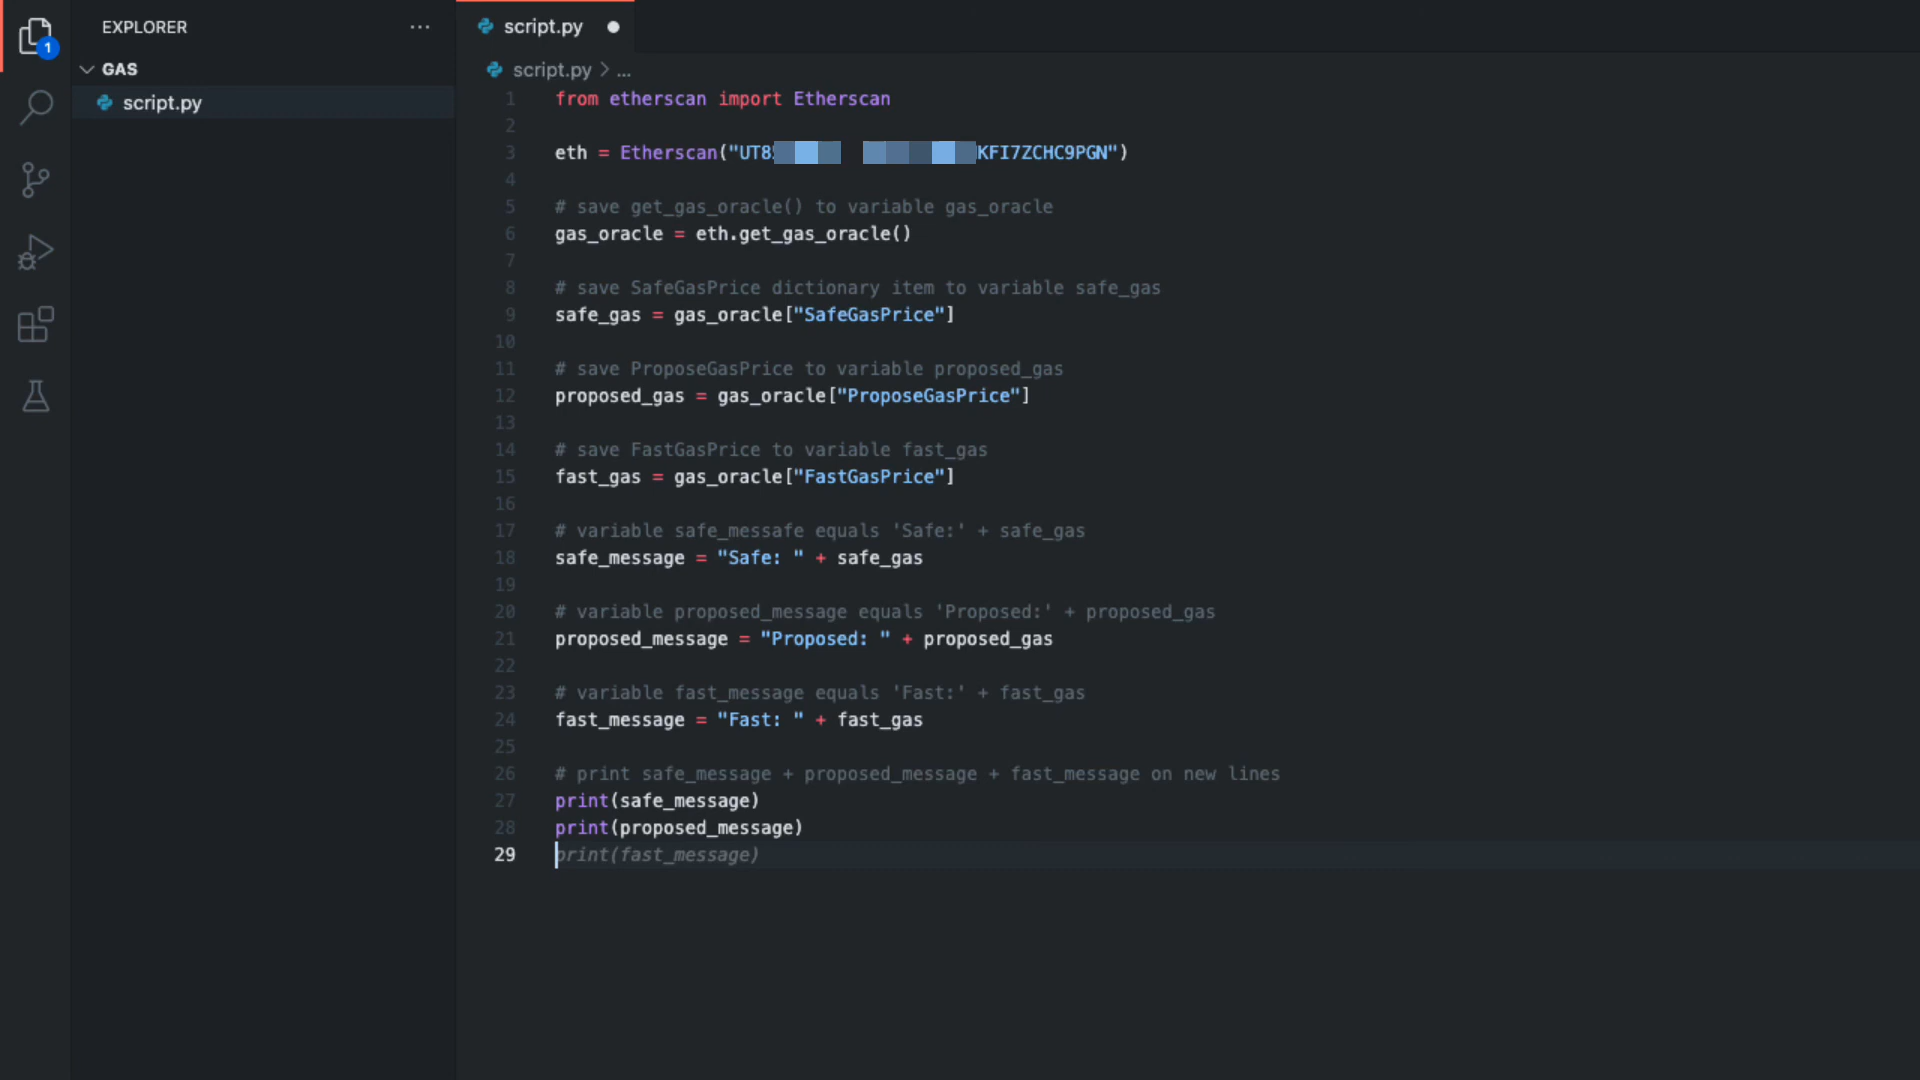 EXPLORER
GAS
script.py
1
script.py
script.py > ...
1 from etherscan import Etherscan
2
3 eth = Etherscan("UT8 KFI7ZCHC9PGN")
4
5 # save get_gas_oracle() to variable gas_oracle
6 gas_oracle = eth.get_gas_oracle()
7
8 # save SafeGasPrice dictionary item to variable safe_gas
9 safe_gas = gas_oracle["SafeGasPrice"]
10
11 # save ProposeGasPrice to variable proposed_gas
12 proposed_gas = gas_oracle["ProposeGasPrice"]
13
14 # save FastGasPrice to variable fast_gas
15 fast_gas = gas_oracle["FastGasPrice"]
16
17 # variable safe_messafe equals 'Safe:' + safe_gas
18 safe_message = "Safe: " + safe_gas
19
20 # variable proposed_message equals 'Proposed:' + proposed_gas
21 proposed_message = "Proposed: " + proposed_gas
22
23 # variable fast_message equals 'Fast:' + fast_gas
24 fast_message = "Fast: " + fast_gas
25
26 # print safe_message + proposed_message + fast_message on new lines
27 print(safe_message)
28 print(proposed_message)
29 print(fast_message)